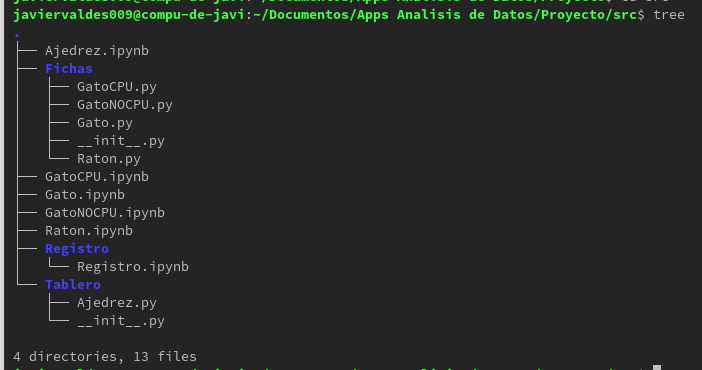 javiervaldes009@compu-de-javi:~/Documentos/Apps Analisis de Datos/Proyecto/src$ tree
.
├── Ajedrez.ipynb
├── Fichas
│   ├── GatoCPU.py
│   ├── GatoNOCPU.py
│   ├── Gato.py
│   ├── __init__.py
│   └── Raton.py
├── GatoCPU.ipynb
├── Gato.ipynb
├── GatoNOCPU.ipynb
├── Raton.ipynb
├── Registro
│   └── Registro.ipynb
└── Tablero
    ├── Ajedrez.py
    └── __init__.py

4 directories, 13 files